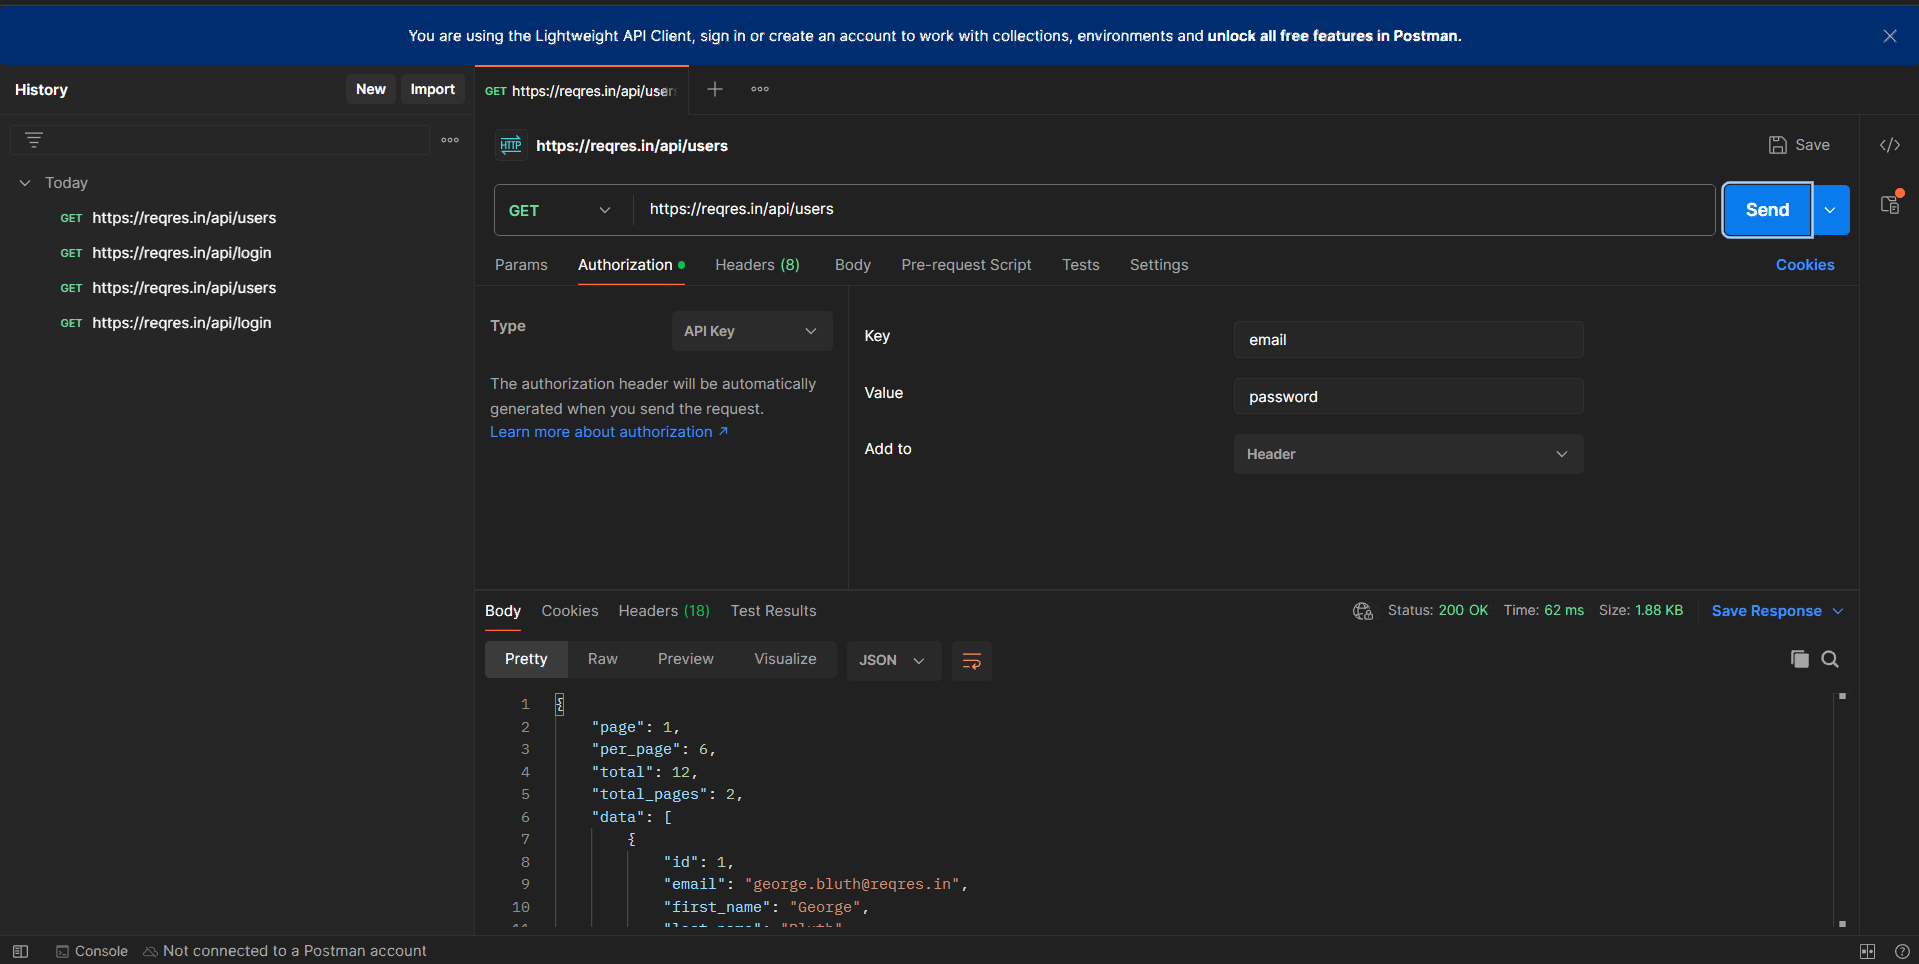 You are using the Lightweight API Client, sign in or create an account to work with collections, environments and unlock all free features in Postman.
History
New
Import
GET https://reqres.in/api/users
Today
GET https://reqres.in/api/users
GET https://reqres.in/api/login
GET https://reqres.in/api/users
GET https://reqres.in/api/login
HTTP https://reqres.in/api/users
Save
GET
https://reqres.in/api/users
Send
Params
Authorization
Headers (8)
Body
Pre-request Script
Tests
Settings
Cookies
Type
API Key
The authorization header will be automatically
generated when you send the request.
Learn more about authorization ↗
Key
email
Value
password
Add to
Header
Body
Cookies
Headers (18)
Test Results
Status: 200 OK
Time: 62 ms
Size: 1.88 KB
Save Response
Pretty
Raw
Preview
Visualize
JSON
1 {
2 "page": 1,
3 "per_page": 6,
4 "total": 12,
5 "total_pages": 2,
6 "data": [
7 {
8 "id": 1,
9 "email": "george.bluth@reqres.in",
10 "first_name": "George",
11 "last_name": "Bluth"
Console
Not connected to a Postman account